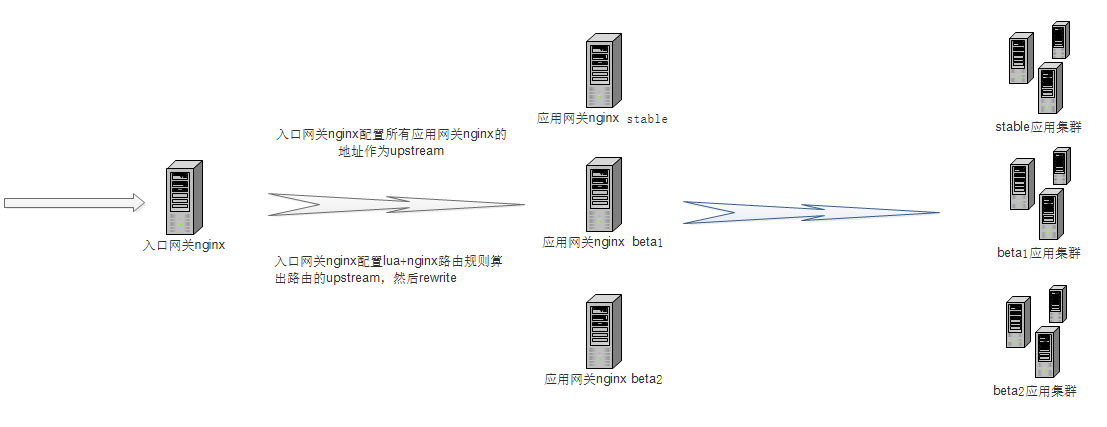 应用网关nginx stable
stable应用集群
入口网关nginx配置所有应用网关nginx的
地址作为upstream
入口网关nginx
应用网关nginx beta1
beta1应用集群
入口网关nginx配置lua+nginx路由规则算
出路由的upstream，然后rewrite
应用网关nginx beta2
beta2应用集群